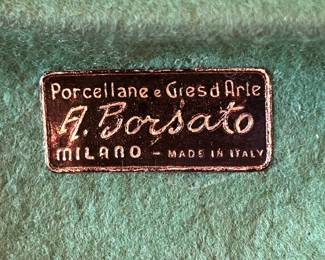 Porcellane e Gres d'Arte
A. Borsato
MILANO - MADE IN ITALY